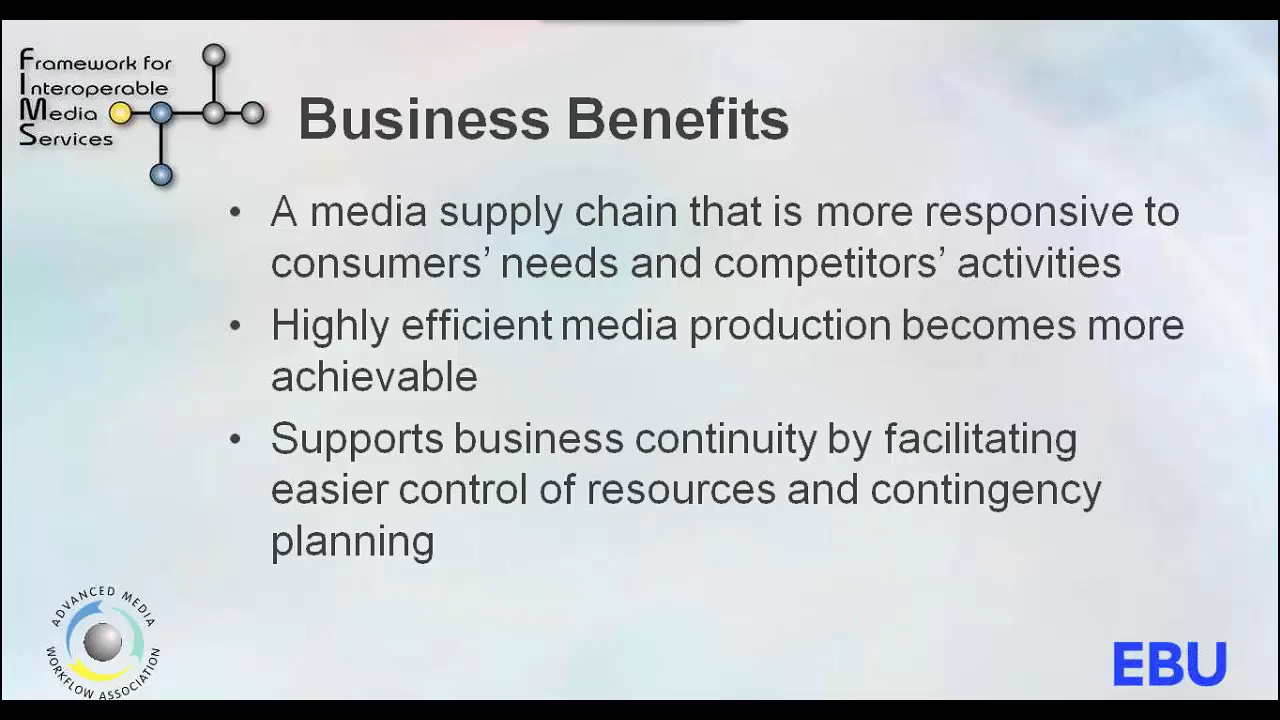 Framework for
Interoperable
Media
Services
Business Benefits
• A media supply chain that is more responsive to
consumers’ needs and competitors’ activities
• Highly efficient media production becomes more
achievable
• Supports business continuity by facilitating
easier control of resources and contingency
planning
ADVANCED MEDIA
WORKFLOW ASSOCIATION
EBU